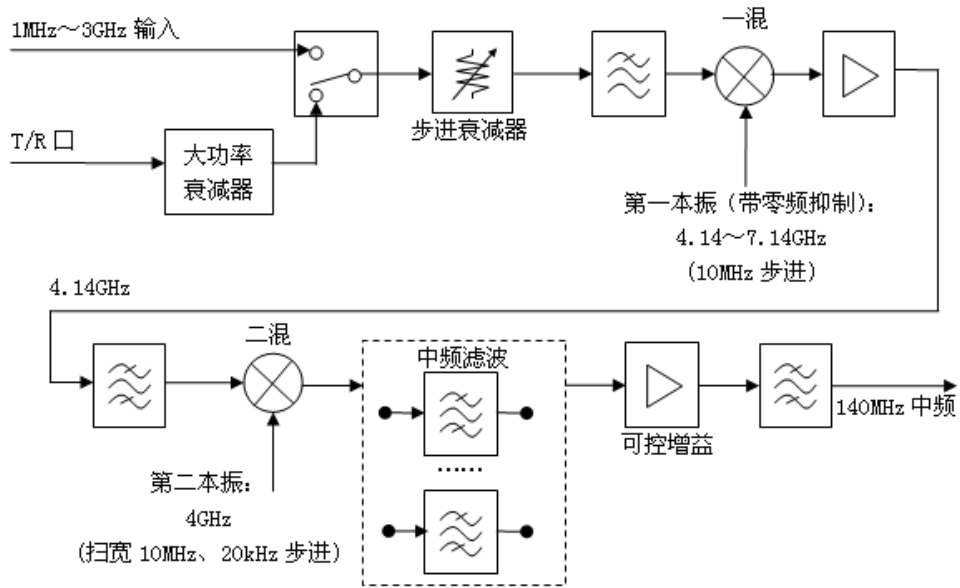 1MHz～3GHz 输入
一混
步进衰减器
T/R 口
大功率
衰减器
第一本振（带零频抑制）：
4.14～7.14GHz
(10MHz 步进)
4.14GHz
二混
中频滤波
......
可控增益
140MHz 中频
第二本振：
4GHz
(扫宽 10MHz、20kHz 步进)